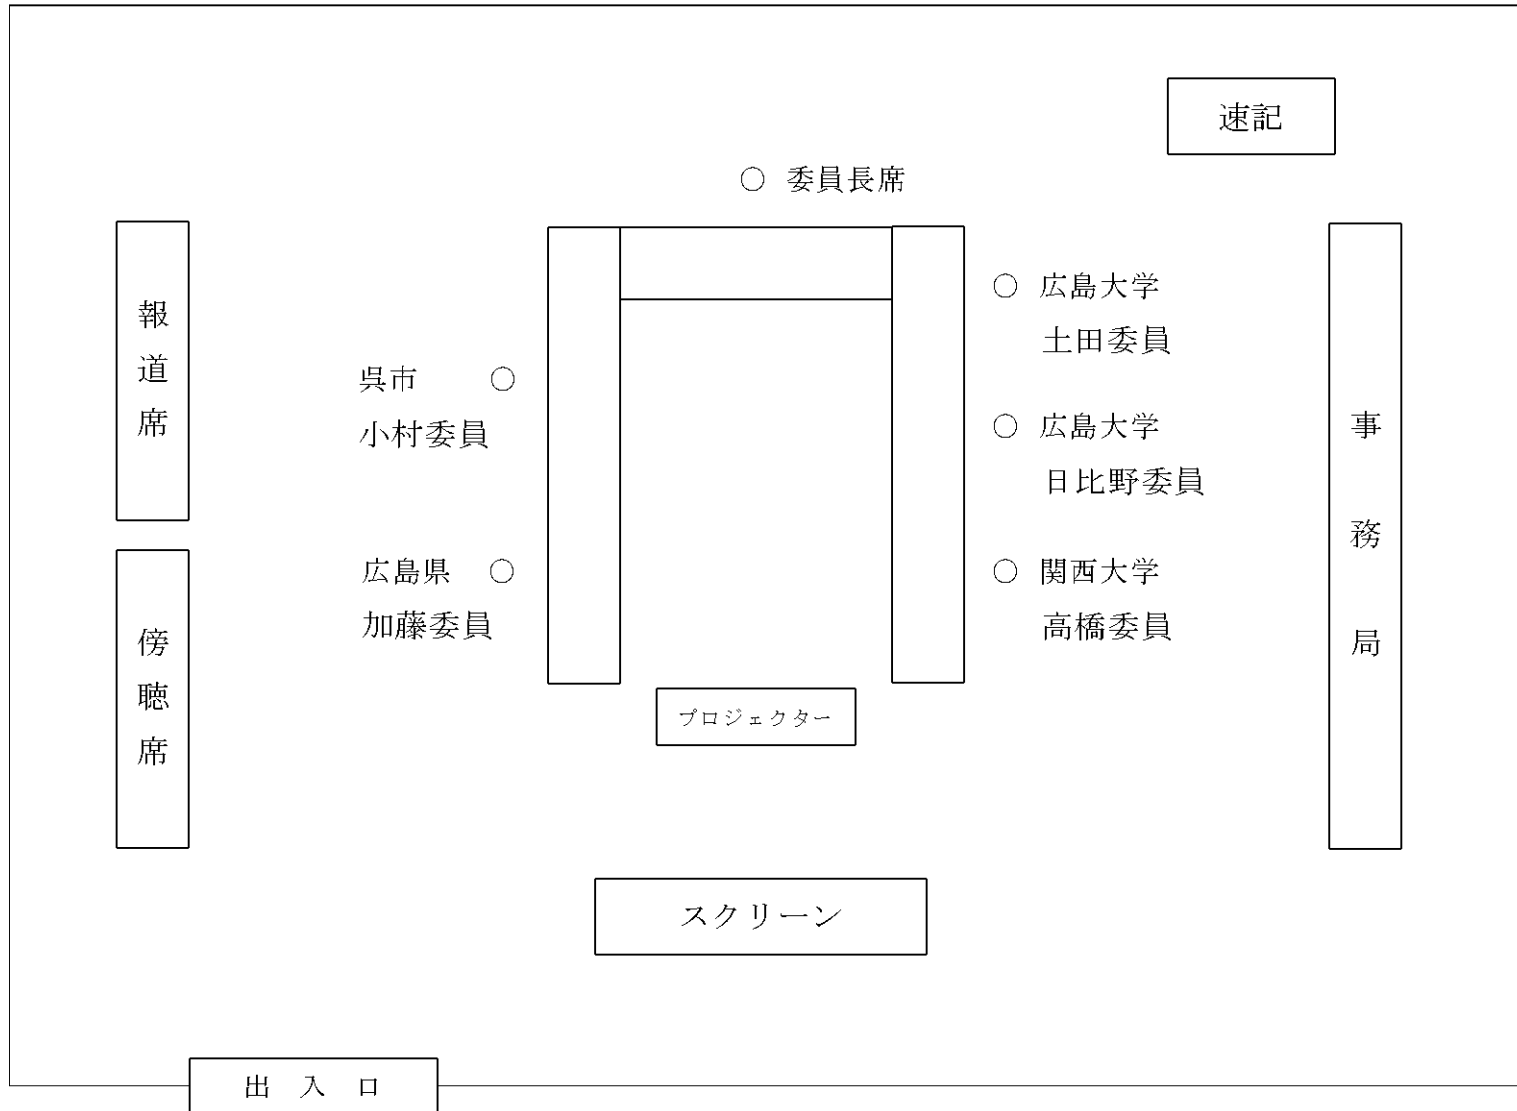 速記
○ 委員長席
報道席
○ 広島大学
土田委員
呉市 ○
小村委員
○ 広島大学
日比野委員
事務局
広島県 ○
加藤委員
○ 関西大学
高橋委員
傍聴席
プロジェクター
スクリーン
出入口